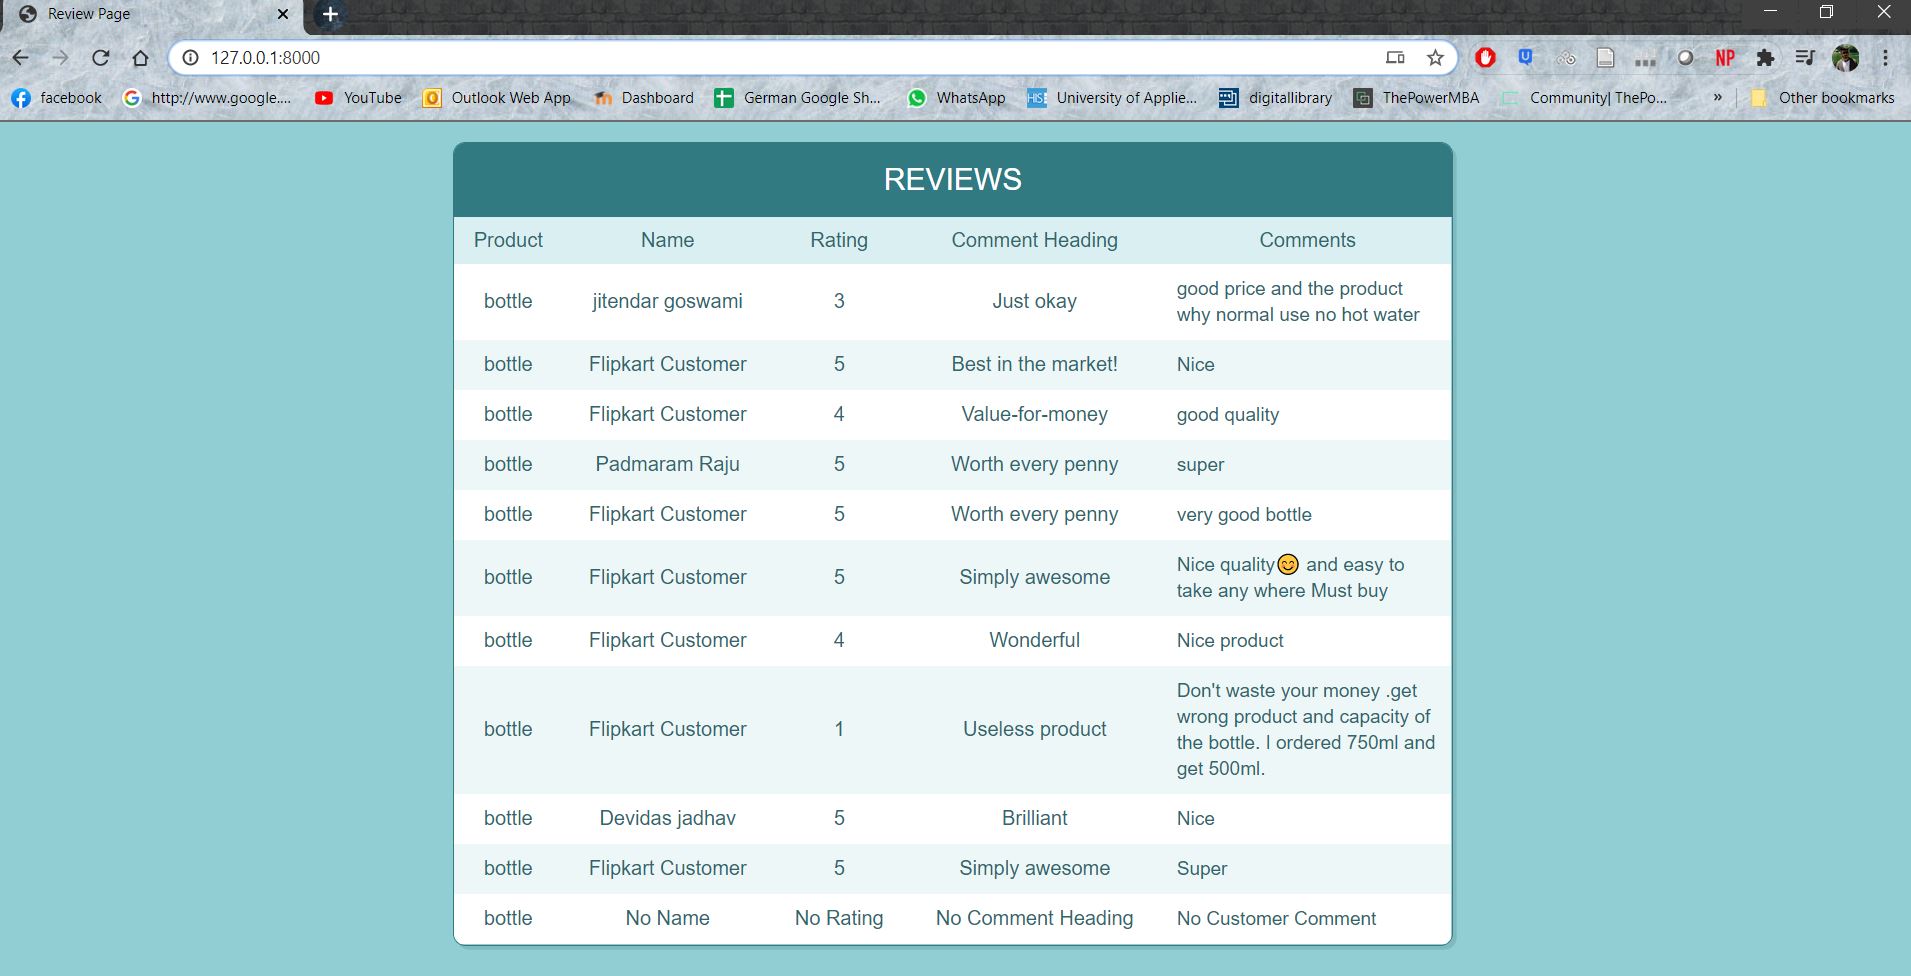 Review Page
127.0.0.1:8000
NP
facebook http://www.google.... YouTube Outlook Web App Dashboard German Google Sh... WhatsApp HIS University of Applie... digitallibrary ThePowerMBA Community| ThePo... » Other bookmarks
REVIEWS
Product Name Rating Comment Heading Comments
bottle jitendar goswami 3 Just okay good price and the product
why normal use no hot water
bottle Flipkart Customer 5 Best in the market! Nice
bottle Flipkart Customer 4 Value-for-money good quality
bottle Padmaram Raju 5 Worth every penny super
bottle Flipkart Customer 5 Worth every penny very good bottle
bottle Flipkart Customer 5 Simply awesome Nice quality😊 and easy to
take any where Must buy
bottle Flipkart Customer 4 Wonderful Nice product
bottle Flipkart Customer 1 Useless product Don't waste your money .get
wrong product and capacity of
the bottle. I ordered 750ml and
get 500ml.
bottle Devidas jadhav 5 Brilliant Nice
bottle Flipkart Customer 5 Simply awesome Super
bottle No Name No Rating No Comment Heading No Customer Comment